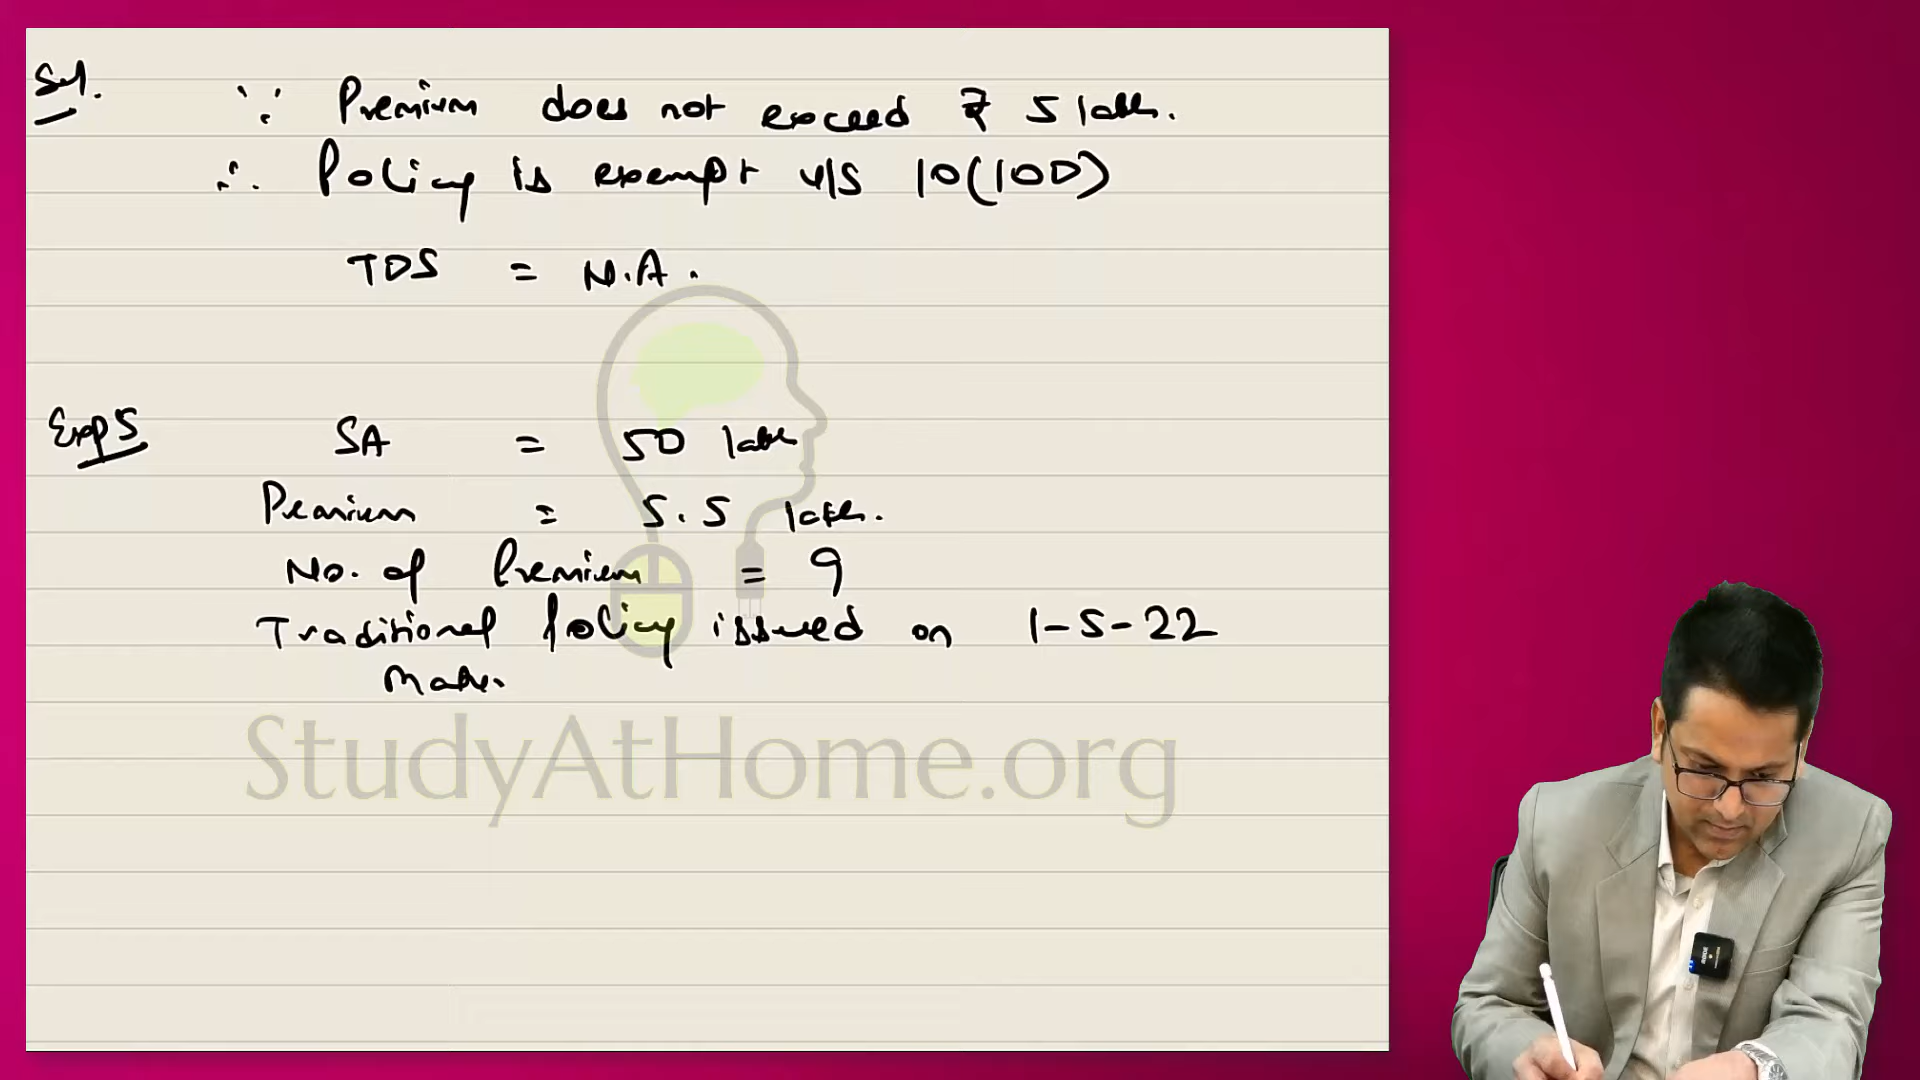 Sol.
∵ Premium does not exceed ₹ 5 lakh.
∴ Policy is exempt u/s 10(10D)
TDS = N.A.
Exp 5
SA = 50 lakh
Premium = 5.5 lakh.
No. of Premium = 9
Traditional Policy issued on 1-5-22
StudyAtHome.org